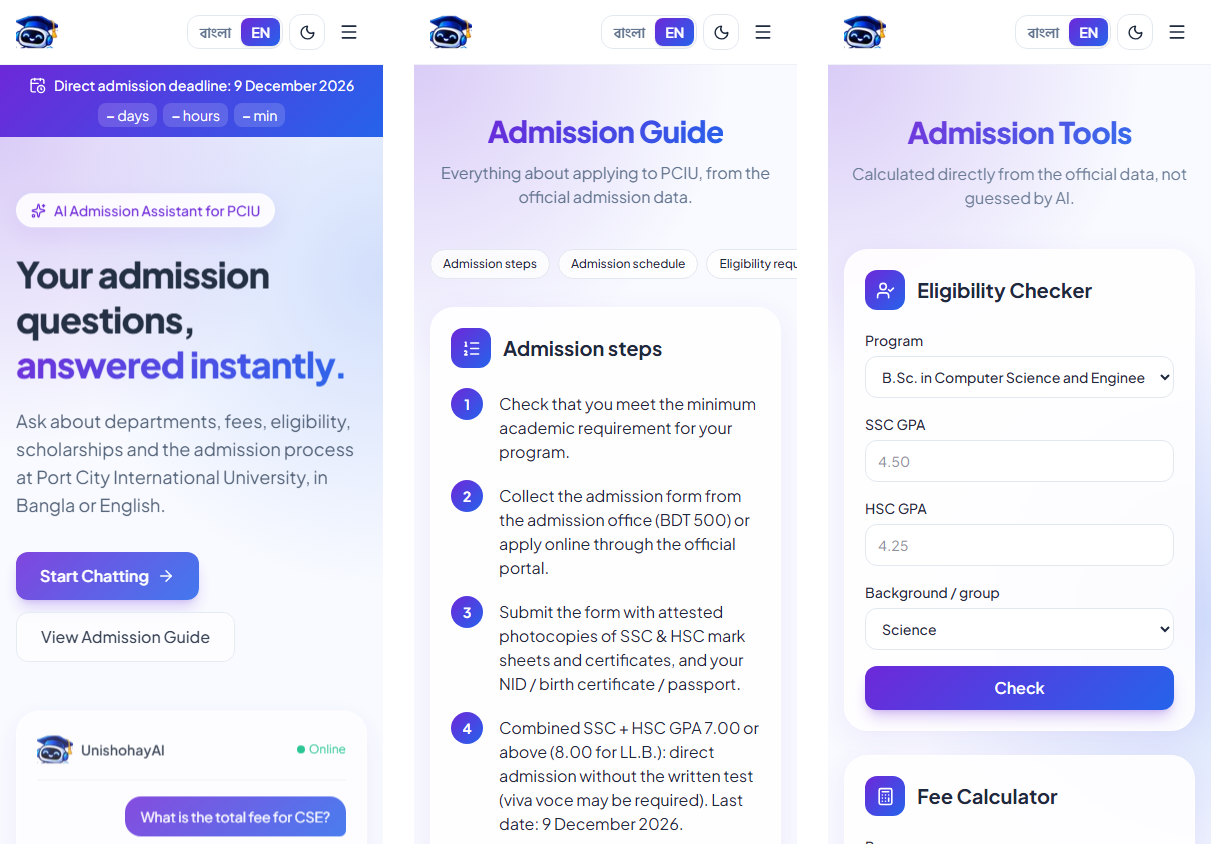 বাংলা EN
Direct admission deadline: 9 December 2026
– days – hours – min
AI Admission Assistant for PCIU
Your admission
questions,
answered instantly.
Ask about departments, fees, eligibility,
scholarships and the admission process
at Port City International University, in
Bangla or English.
Start Chatting
View Admission Guide
UnishohayAI Online
What is the total fee for CSE?
বাংলা EN
Admission Guide
Everything about applying to PCIU, from the
official admission data.
Admission steps Admission schedule Eligibility requ
Admission steps
1 Check that you meet the minimum
academic requirement for your
program.
2 Collect the admission form from
the admission office (BDT 500) or
apply online through the official
portal.
3 Submit the form with attested
photocopies of SSC & HSC mark
sheets and certificates, and your
NID / birth certificate / passport.
4 Combined SSC + HSC GPA 7.00 or
above (8.00 for LL.B.): direct
admission without the written test
(viva voce may be required). Last
date: 9 December 2026.
বাংলা EN
Admission Tools
Calculated directly from the official data, not
guessed by AI.
Eligibility Checker
Program
B.Sc. in Computer Science and Enginee
SSC GPA
4.50
HSC GPA
4.25
Background / group
Science
Check
Fee Calculator